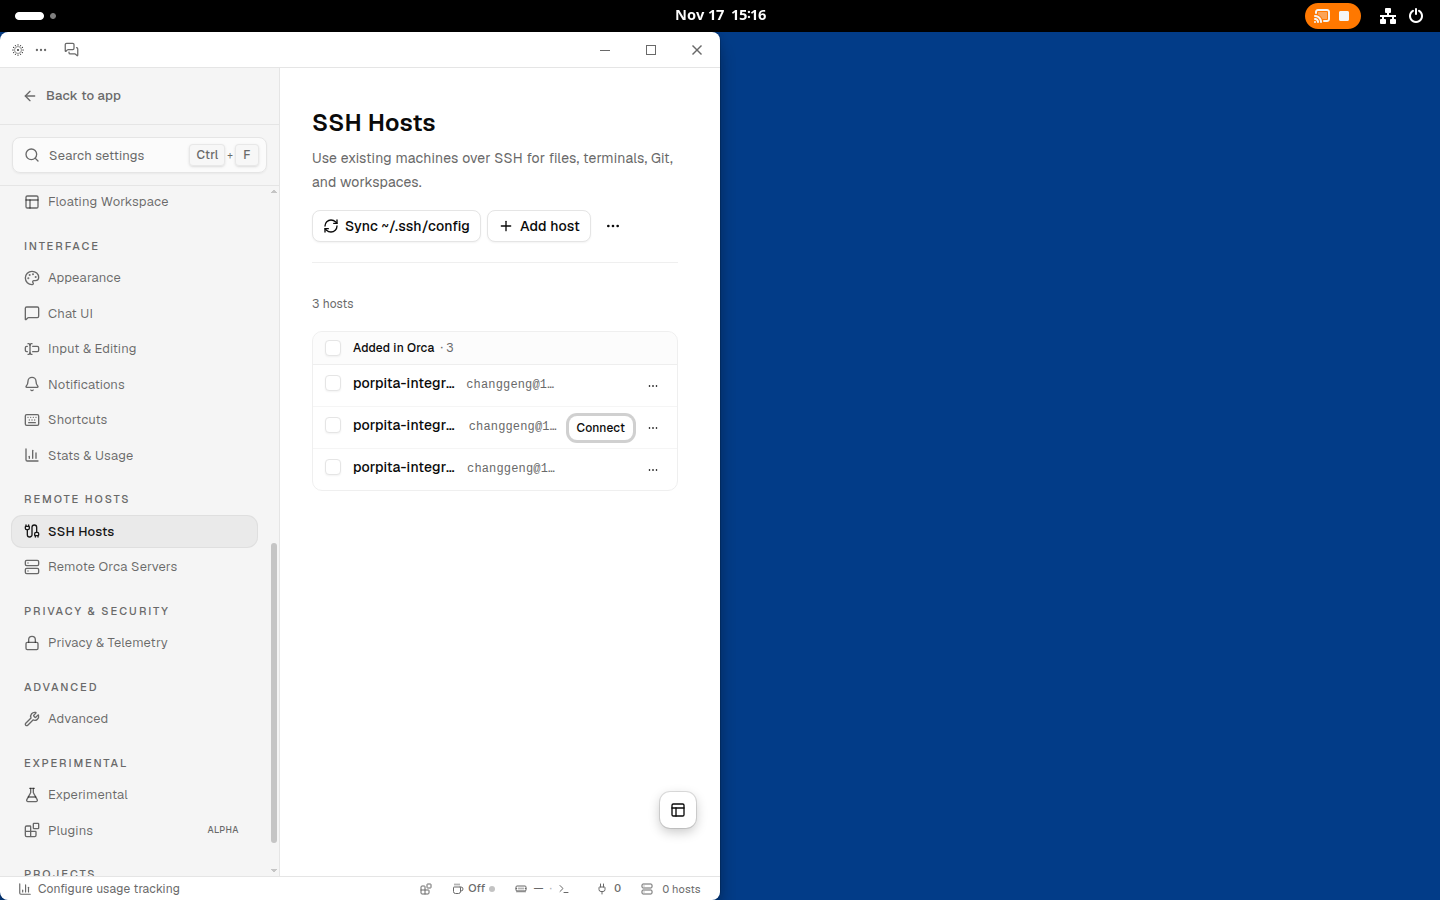 Nov 17 15:16
Back to app
Search settings Ctrl + F
Floating Workspace
INTERFACE
Appearance
Chat UI
Input & Editing
Notifications
Shortcuts
Stats & Usage
REMOTE HOSTS
SSH Hosts
Remote Orca Servers
PRIVACY & SECURITY
Privacy & Telemetry
ADVANCED
Advanced
EXPERIMENTAL
Experimental
Plugins ALPHA
PROJECTS
SSH Hosts
Use existing machines over SSH for files, terminals, Git,
and workspaces.
Sync ~/.ssh/config Add host
3 hosts
Added in Orca · 3
porpita-integr... changgeng@1...
porpita-integr... changgeng@1... Connect
porpita-integr... changgeng@1...
Configure usage tracking Off — · 0 0 hosts